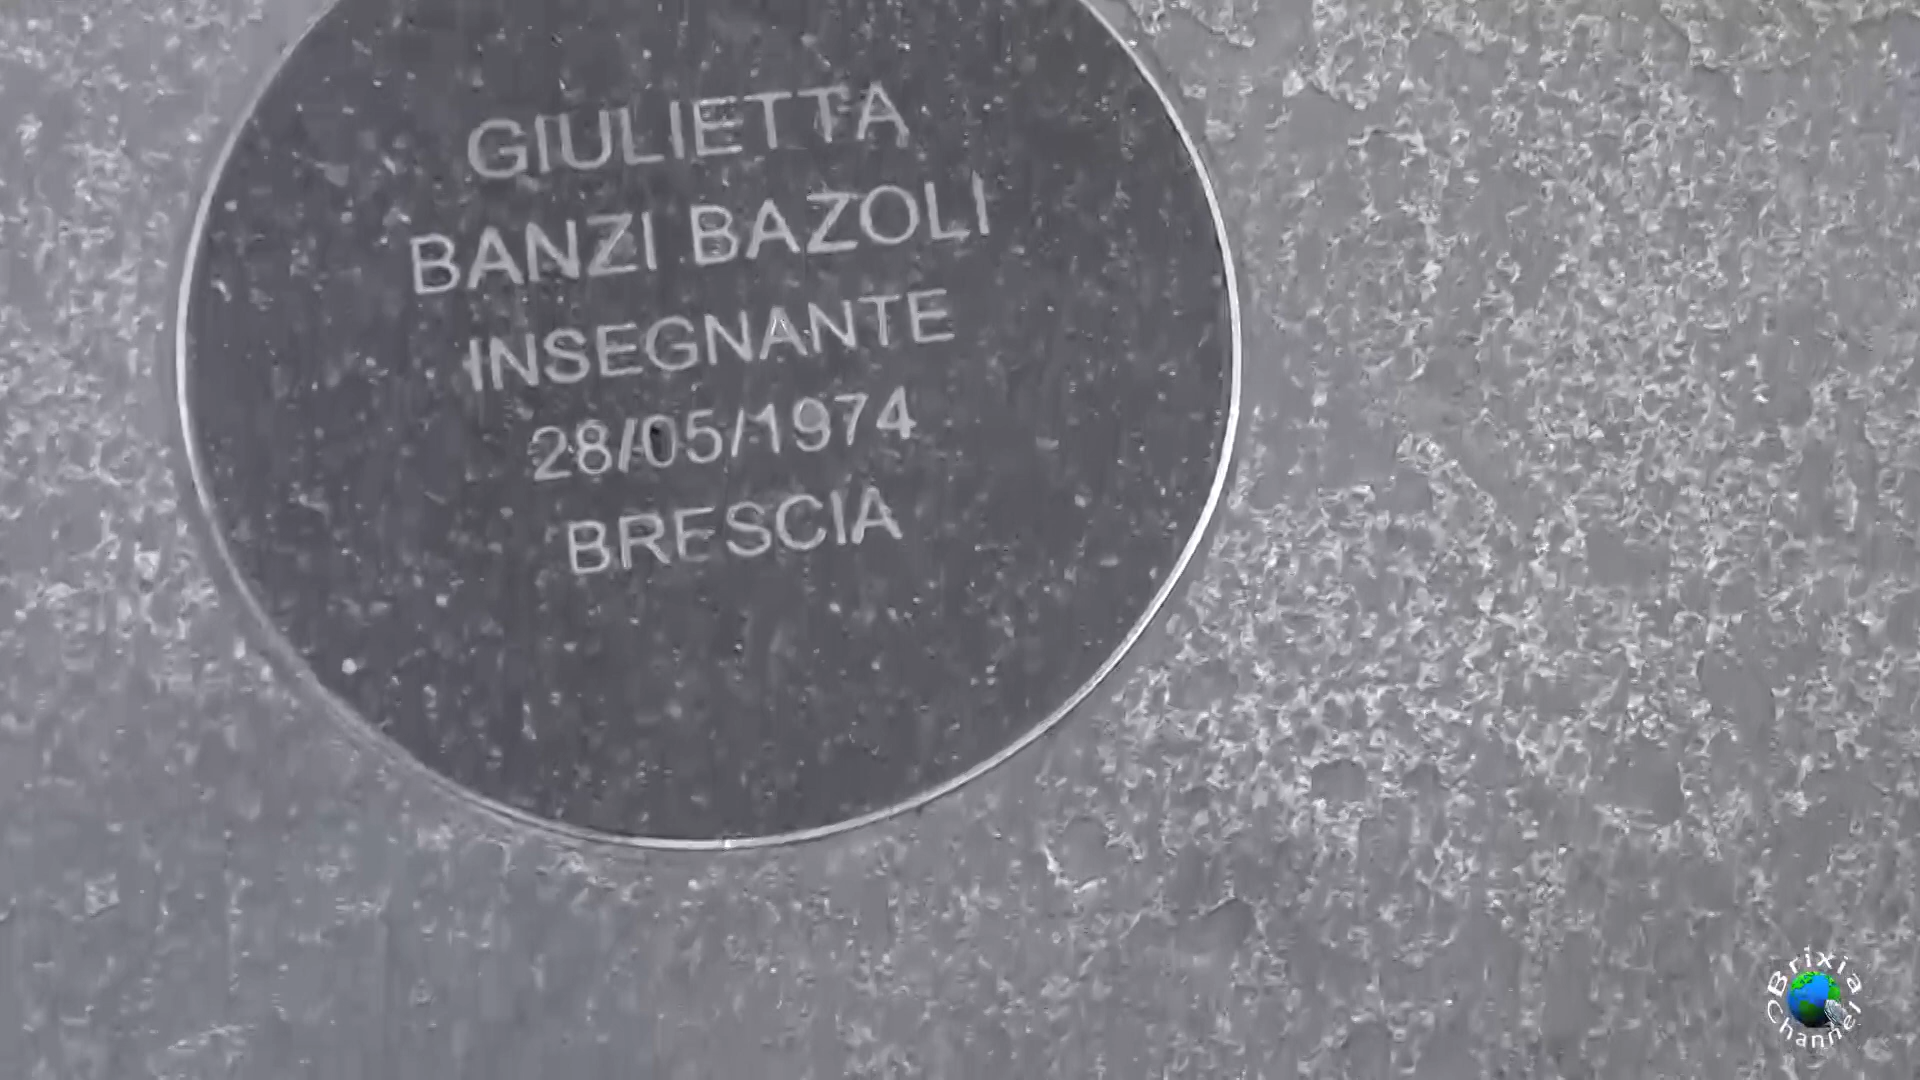 GIULIETTA
BANZI BAZOLI
INSEGNANTE
28/05/1974
BRESCIA
Brixia
Channel